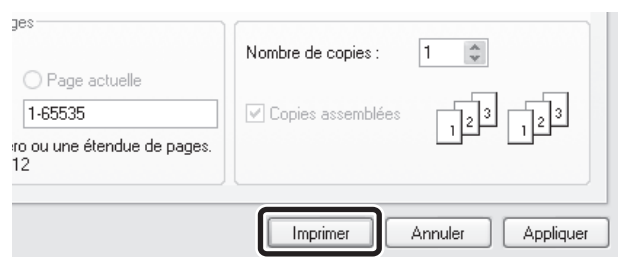 ges
Page actuelle
1-65535
ro ou une étendue de pages.
12
Nombre de copies : 1
Copies assemblées
1 2 3 1 2 3
Imprimer Annuler Appliquer